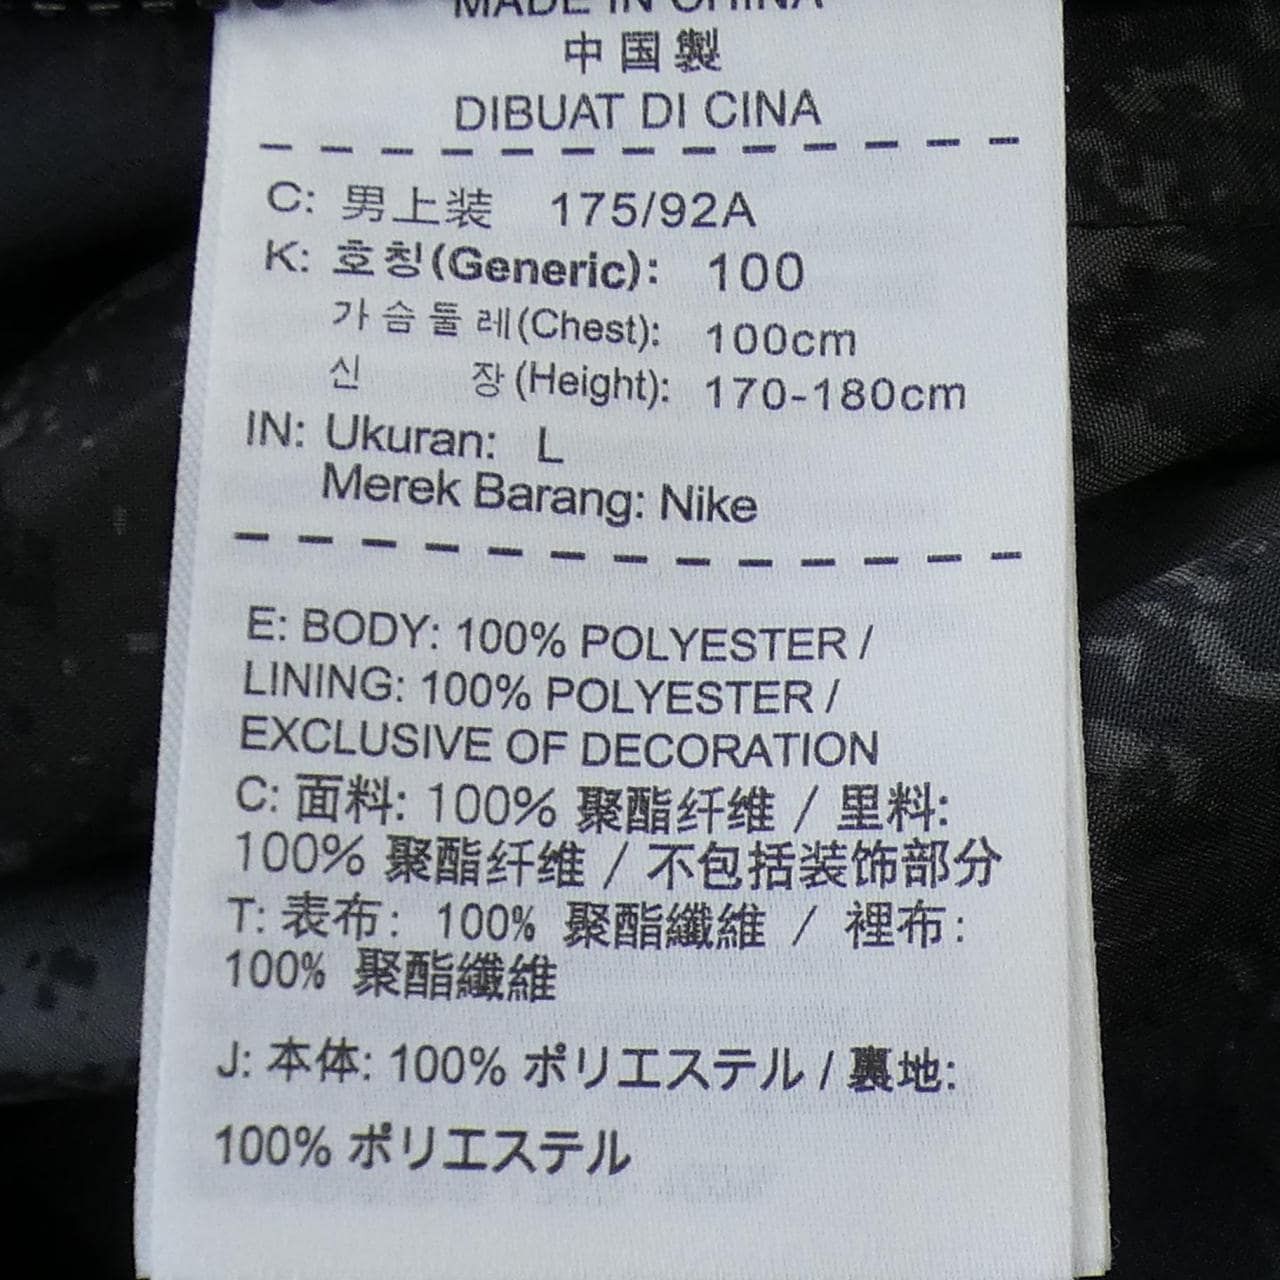 MADE IN CHINA
中国製
DIBUAT DI CINA
C: 男上装 175/92A
K: 호칭(Generic): 100
가슴둘레(Chest): 100cm
신 장(Height): 170-180cm
IN: Ukuran: L
Merek Barang: Nike
E: BODY: 100% POLYESTER /
LINING: 100% POLYESTER /
EXCLUSIVE OF DECORATION
C: 面料: 100% 聚酯纤维 / 里料:
100% 聚酯纤维 / 不包括装饰部分
T: 表布: 100% 聚酯纖維 / 裡布:
100% 聚酯纖維
J: 本体: 100% ポリエステル / 裏地:
100% ポリエステル